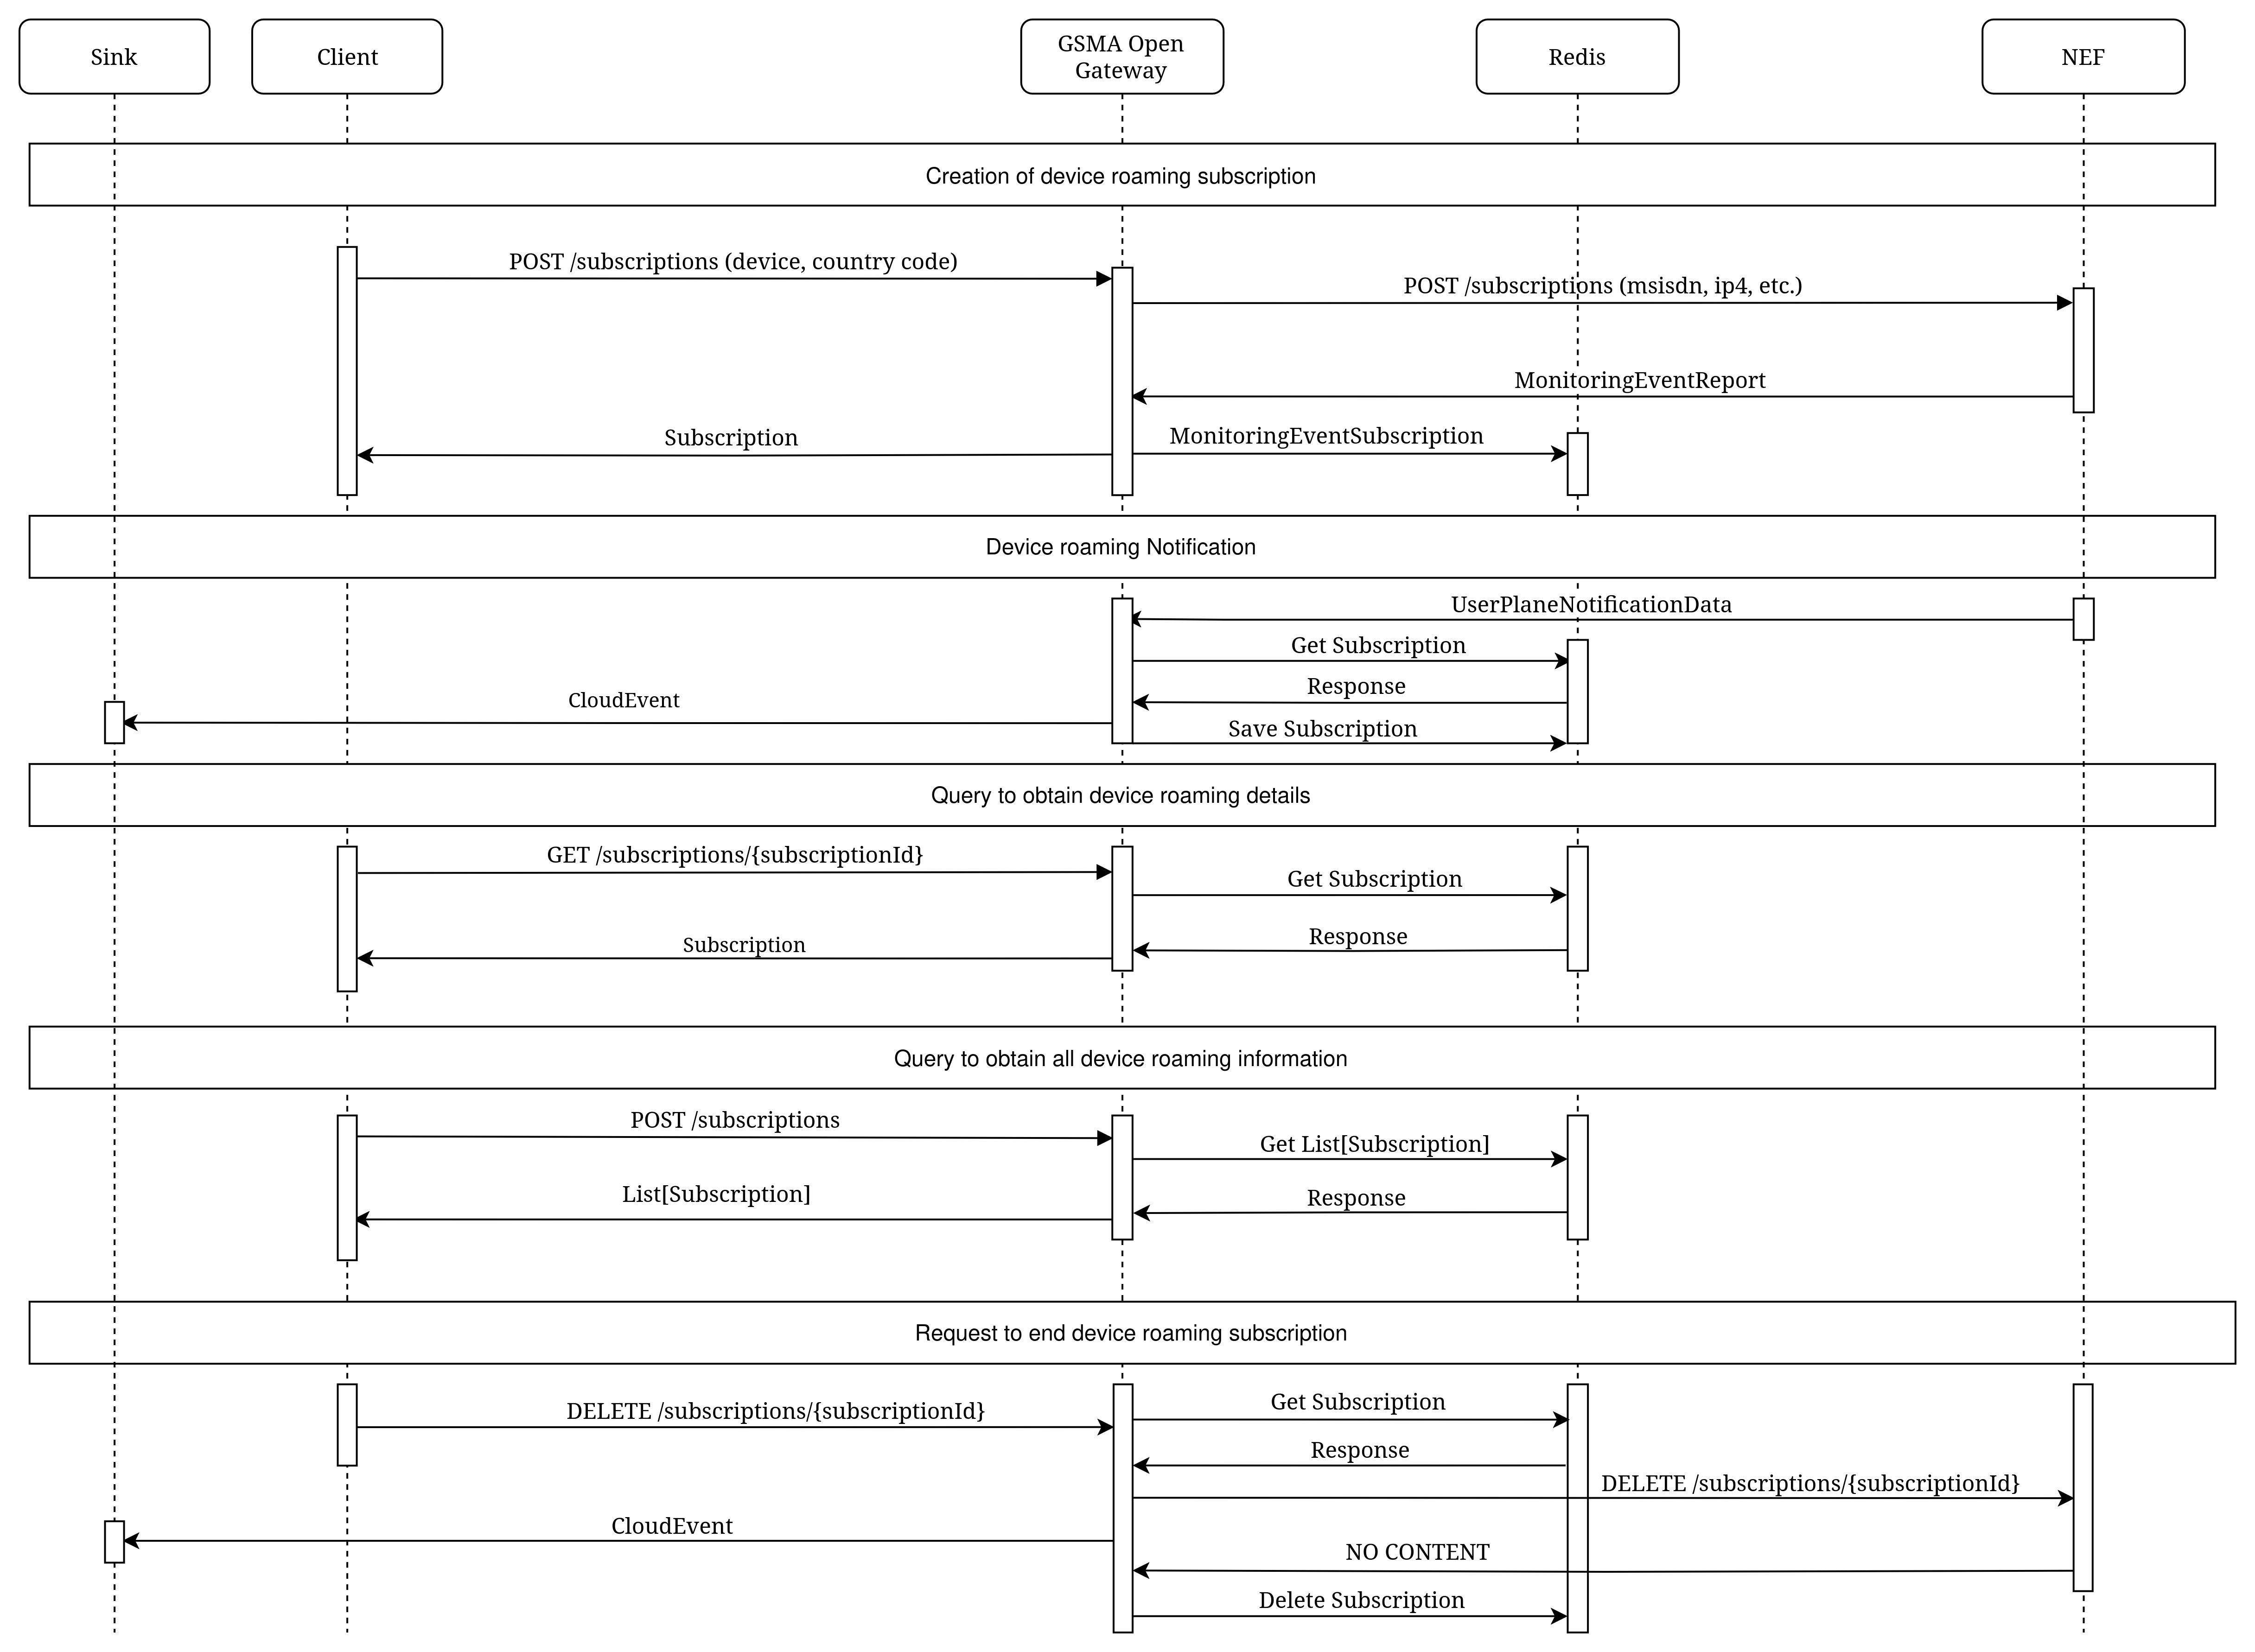 Sink
Client
GSMA Open
Gateway
Redis
NEF
Creation of device roaming subscription
POST /subscriptions (device, country code)
POST /subscriptions (msisdn, ip4, etc.)
MonitoringEventReport
Subscription
MonitoringEventSubscription
Device roaming Notification
UserPlaneNotificationData
Get Subscription
Response
CloudEvent
Save Subscription
Query to obtain device roaming details
GET /subscriptions/{subscriptionId}
Get Subscription
Response
Subscription
Query to obtain all device roaming information
POST /subscriptions
Get List[Subscription]
List[Subscription]
Response
Request to end device roaming subscription
DELETE /subscriptions/{subscriptionId}
Get Subscription
Response
DELETE /subscriptions/{subscriptionId}
CloudEvent
NO CONTENT
Delete Subscription